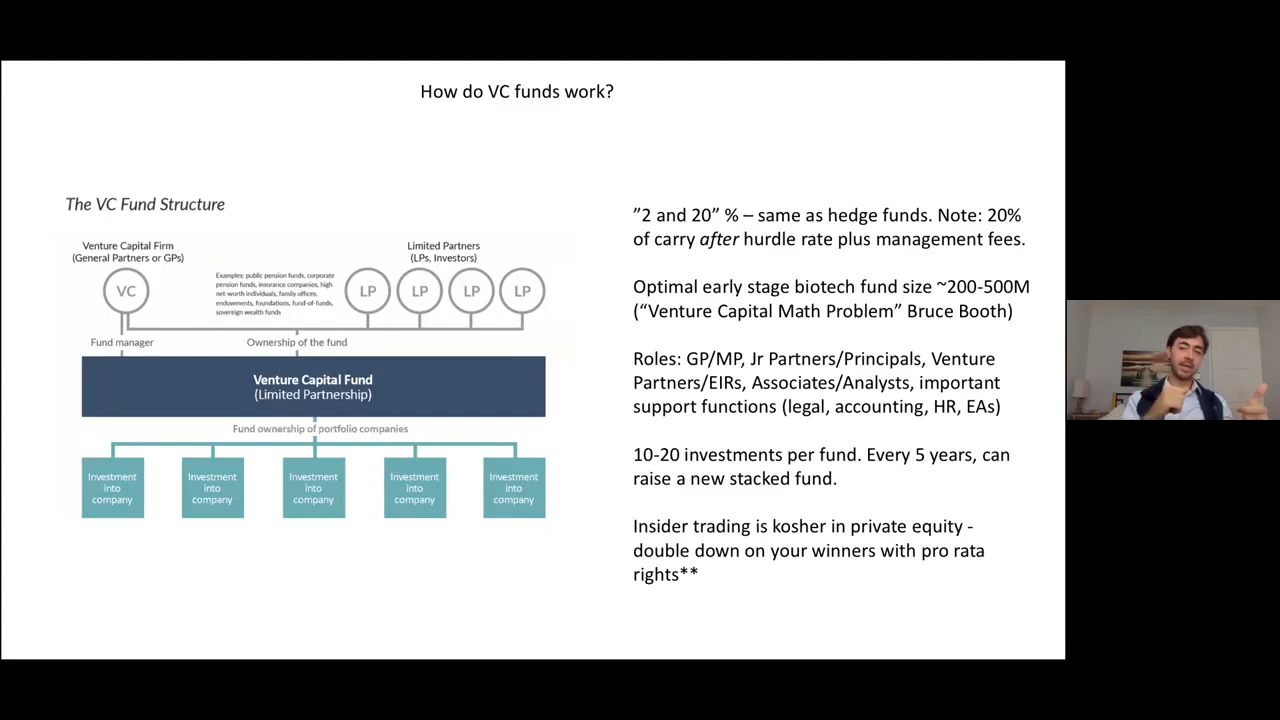 How do VC funds work?
The VC Fund Structure
Venture Capital Firm
(General Partners or GPs)
Limited Partners
(LPs, Investors)
VC
Examples: public pension funds, corporate
pension funds, insurance companies, high
net-worth individuals, family offices,
endowments, foundations, fund-of-funds,
sovereign wealth funds
LP
LP
LP
LP
Fund manager
Ownership of the fund
Venture Capital Fund
(Limited Partnership)
Fund ownership of portfolio companies
Investment
into
company
Investment
into
company
Investment
into
company
Investment
into
company
Investment
into
company
”2 and 20” % – same as hedge funds. Note: 20%
of carry after hurdle rate plus management fees.
Optimal early stage biotech fund size ~200-500M
(“Venture Capital Math Problem” Bruce Booth)
Roles: GP/MP, Jr Partners/Principals, Venture
Partners/EIRs, Associates/Analysts, important
support functions (legal, accounting, HR, EAs)
10-20 investments per fund. Every 5 years, can
raise a new stacked fund.
Insider trading is kosher in private equity -
double down on your winners with pro rata
rights**